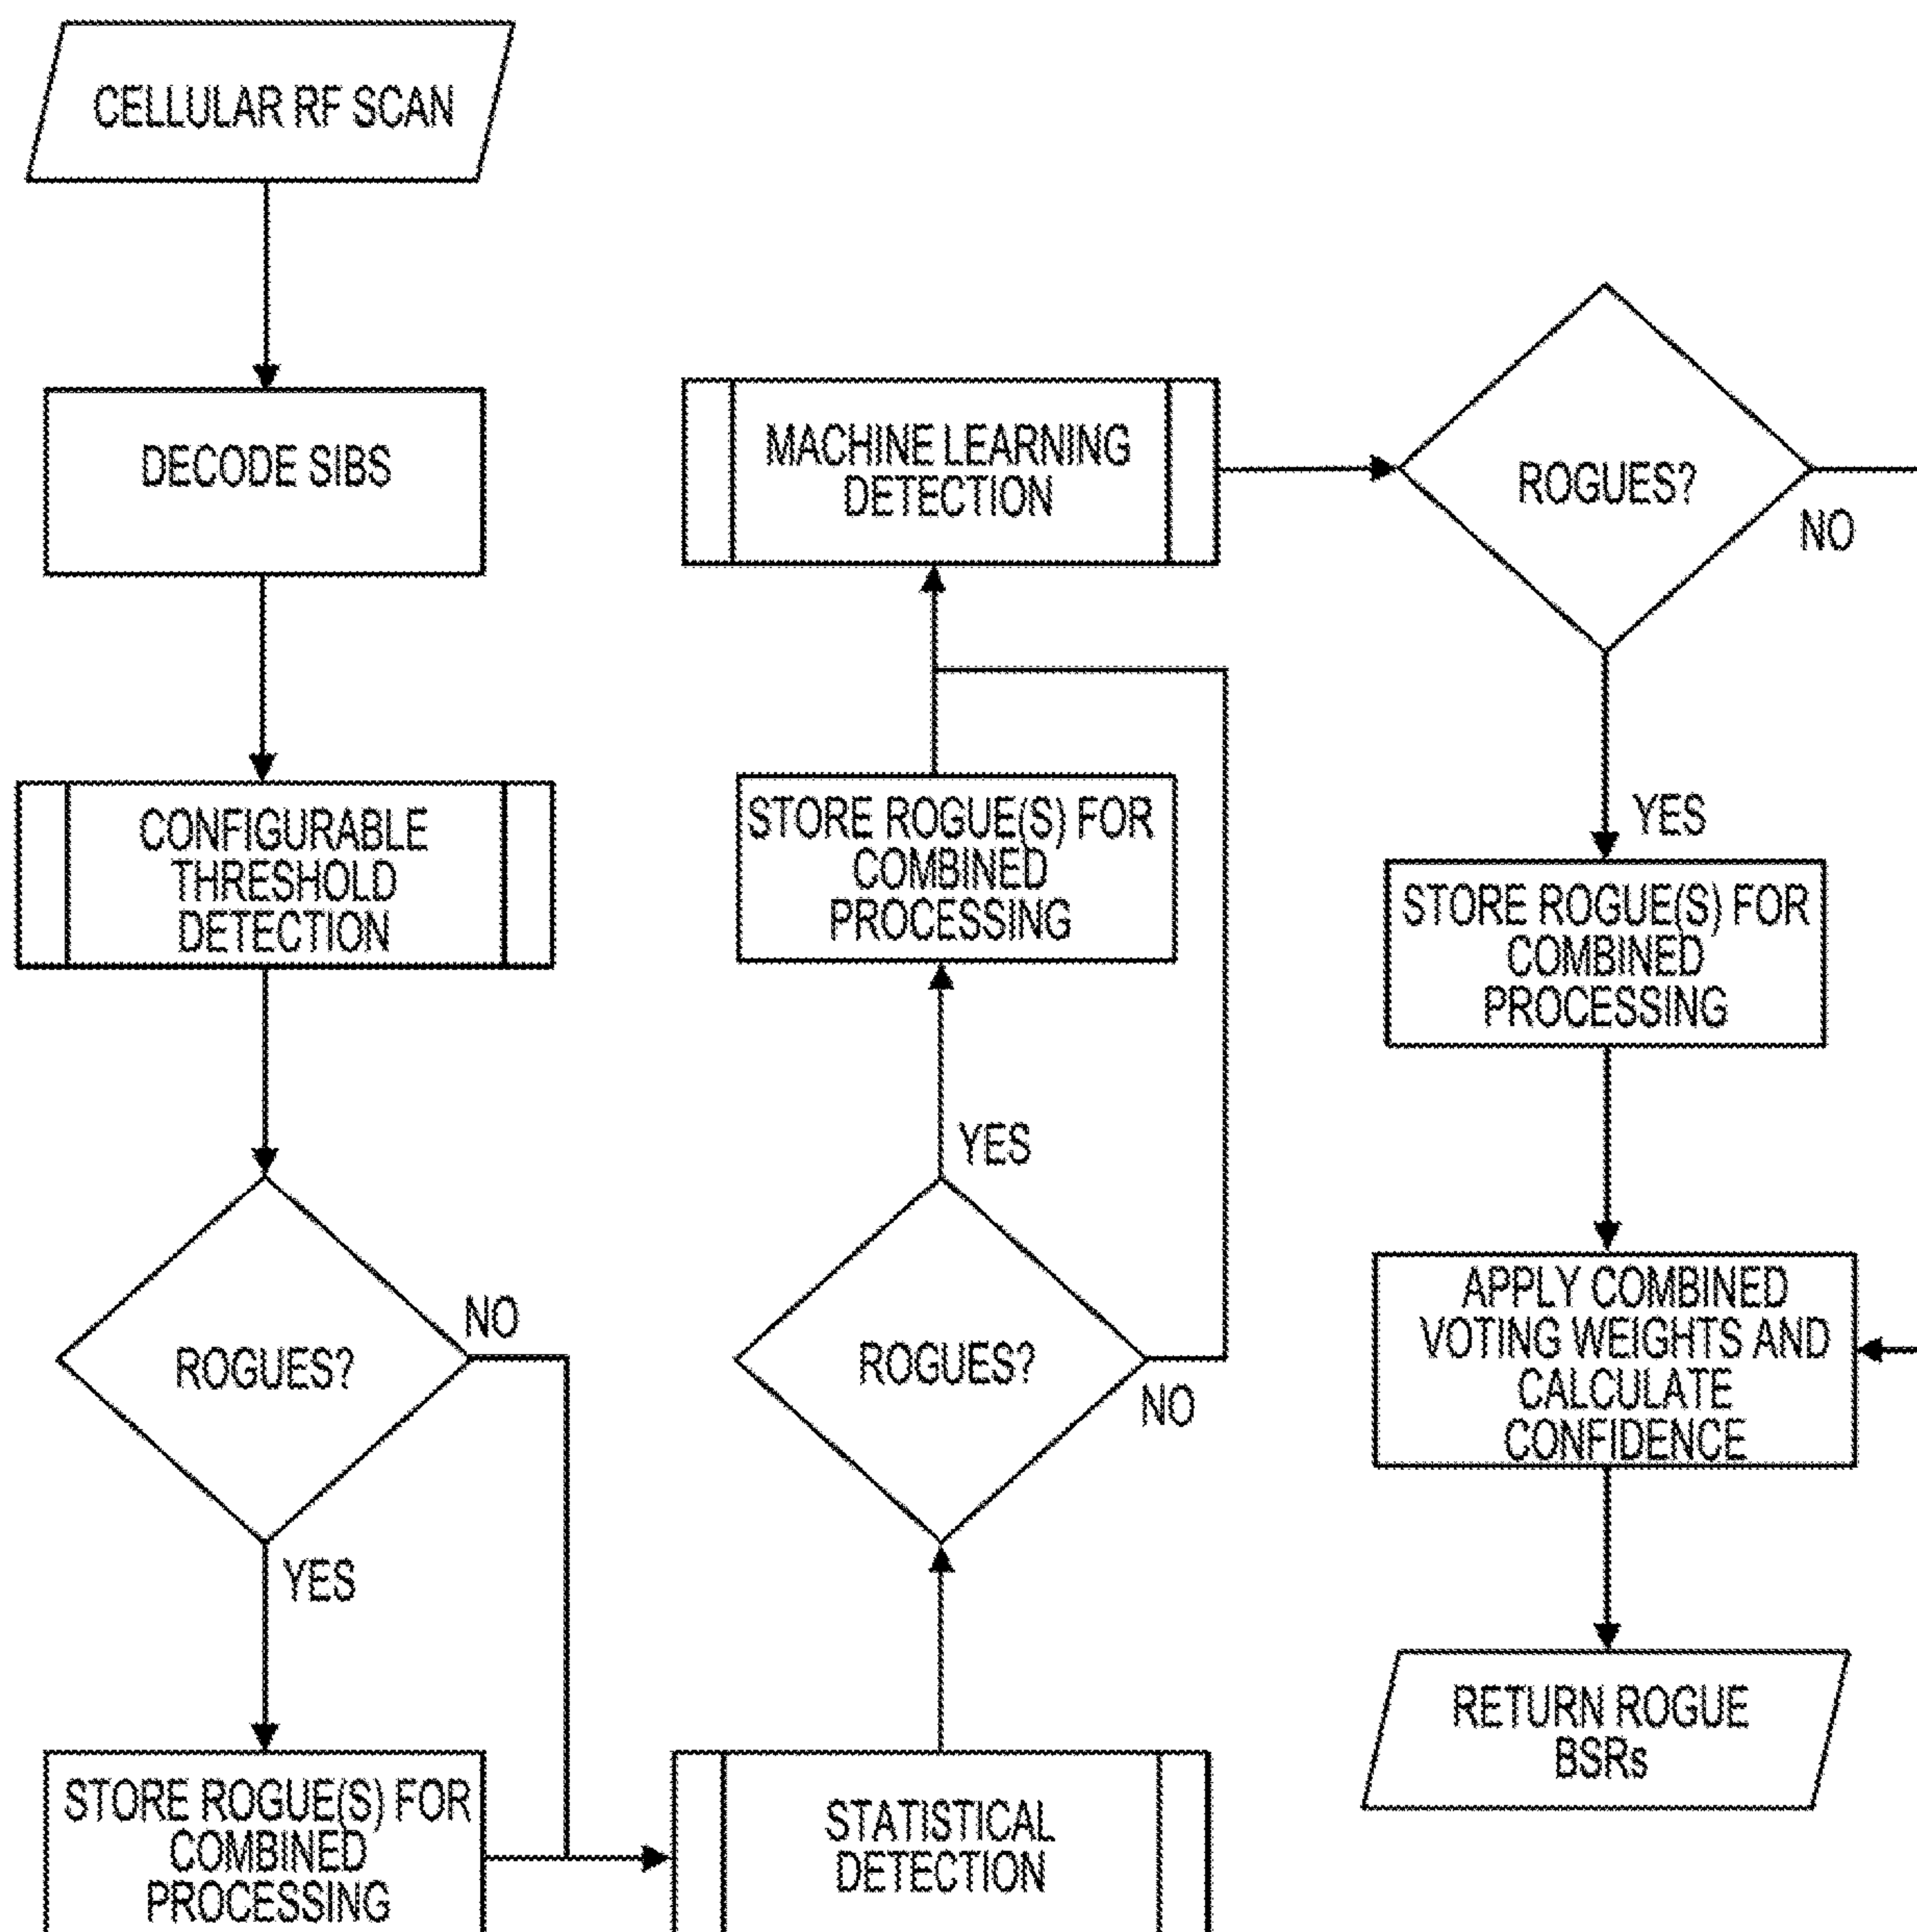 CELLULAR RF SCAN
DECODE SIBS
CONFIGURABLE
THRESHOLD
DETECTION
ROGUES?
NO
YES
STORE ROGUE(S) FOR
COMBINED
PROCESSING
STATISTICAL
DETECTION
ROGUES?
NO
YES
STORE ROGUE(S) FOR
COMBINED
PROCESSING
MACHINE LEARNING
DETECTION
ROGUES?
NO
YES
STORE ROGUE(S) FOR
COMBINED
PROCESSING
APPLY COMBINED
VOTING WEIGHTS AND
CALCULATE
CONFIDENCE
RETURN ROGUE
BSRs